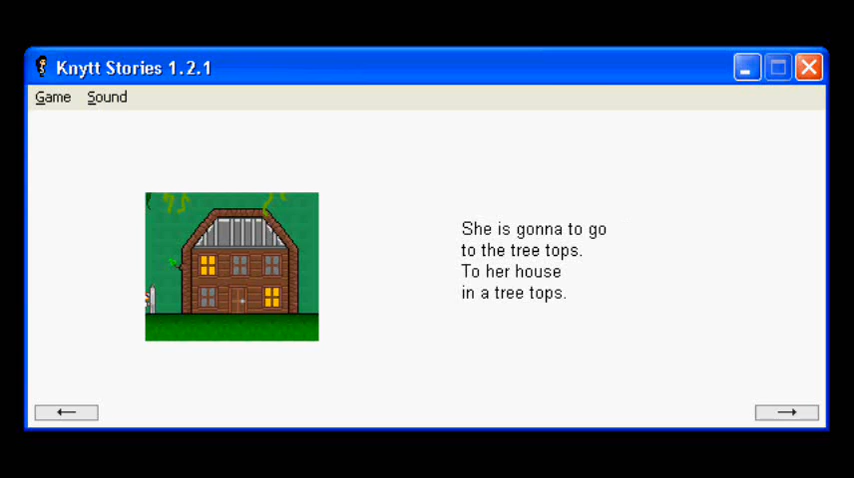 Knytt Stories 1.2.1
Game Sound
She is gonna to go
to the tree tops.
To her house
in a tree tops.